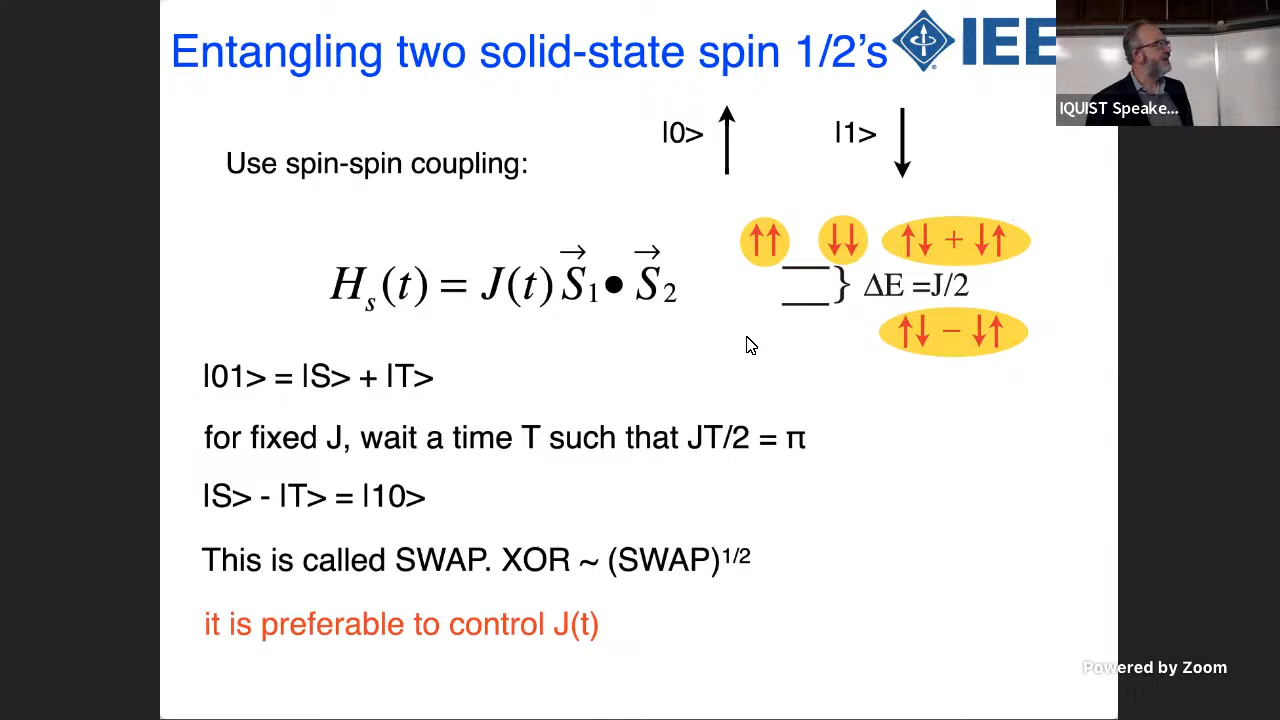 Entangling two solid-state spin 1/2's
IEE
IQUIST Speake...
|0> ↑
|1> ↓
Use spin-spin coupling:
↑↑ ↓↓ ↑↓ + ↓↑
H_s(t) = J(t) S⃗₁ • S⃗₂
} ΔE =J/2
↑↓ − ↓↑
|01> = |S> + |T>
for fixed J, wait a time T such that JT/2 = π
|S> - |T> = |10>
This is called SWAP. XOR ~ (SWAP)^1/2
it is preferable to control J(t)
Powered by Zoom